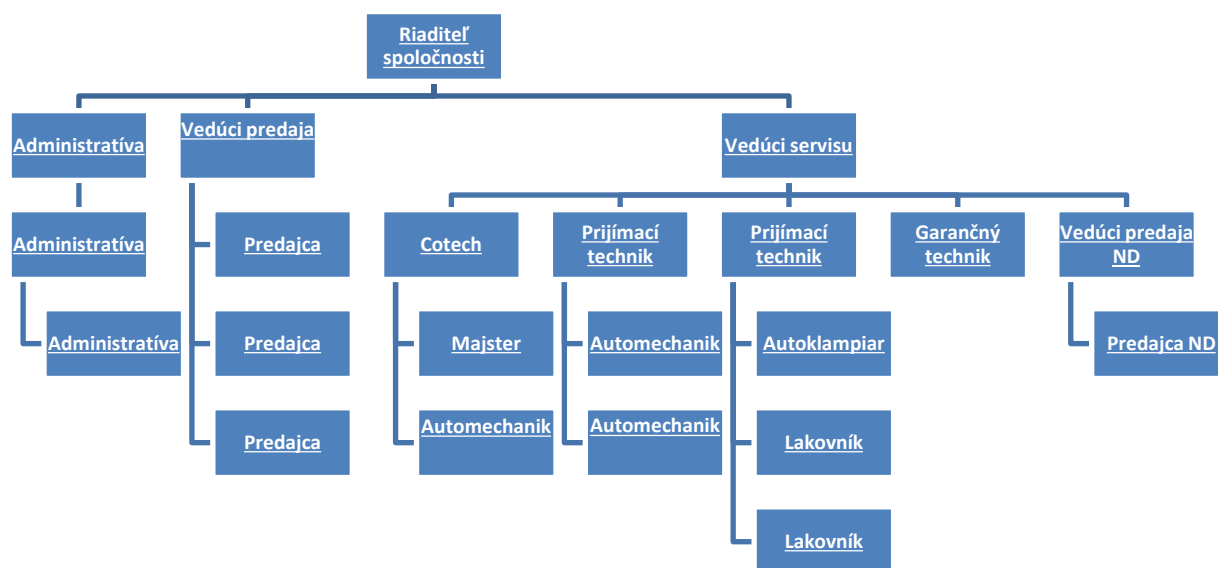 Riaditeľ
spoločnosti
Administratíva
Vedúci predaja
Vedúci servisu
Administratíva
Predajca
Cotech
Prijímací
technik
Prijímací
technik
Garančný
technik
Vedúci predaja
ND
Administratíva
Predajca
Majster
Automechanik
Autoklampiar
Predajca ND
Predajca
Automechanik
Automechanik
Lakovník
Lakovník